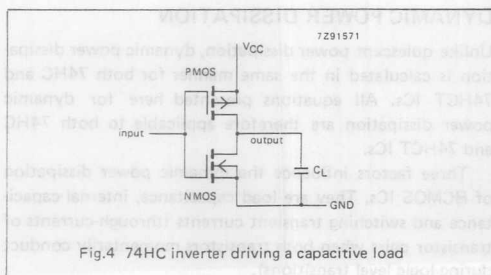 DYNAMIC POWER DISSIPATION
Unlike quiescent power dissipation, dynamic power dissipa-
tion is calculated in the same manner for both 74HC and
74HCT ICs. All equations presented here for dynamic
power dissipation are therefore applicable to both 74HC
and 74HCT ICs.
Three factors influence the dynamic power dissipation
of HCMOS ICs. They are load capacitance, internal capaci-
tance and switching transient currents (through-currents of
transistor pairs when both transistors momentarily conduct
during logic level transitions).
7Z91571
VCC
PMOS
input
output
CL
NMOS
GND
Fig.4 74HC inverter driving a capacitive load